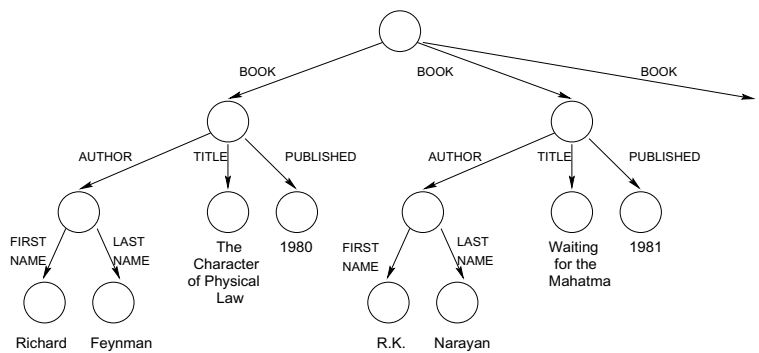 BOOK
BOOK
BOOK
AUTHOR
TITLE
PUBLISHED
AUTHOR
TITLE
PUBLISHED
FIRST
NAME
LAST
NAME
The
Character
of Physical
Law
1980
FIRST
NAME
LAST
NAME
Waiting
for the
Mahatma
1981
Richard
Feynman
R.K.
Narayan